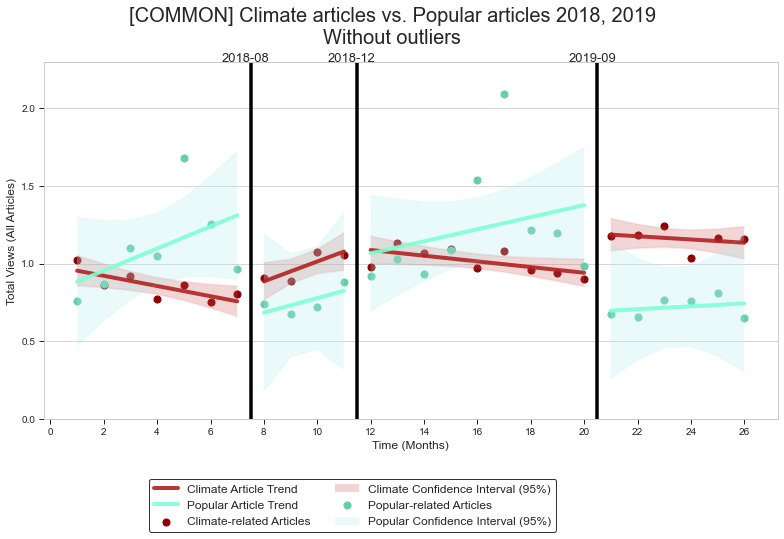 [COMMON] Climate articles vs. Popular articles 2018, 2019
Without outliers
2018-08 2018-12 2019-09
Total Views (All Articles)
2.0
1.5
1.0
0.5
0.0
0 2 4 6 8 10 12 14 16 18 20 22 24 26
Time (Months)
Climate Article Trend
Popular Article Trend
Climate-related Articles
Climate Confidence Interval (95%)
Popular-related Articles
Popular Confidence Interval (95%)